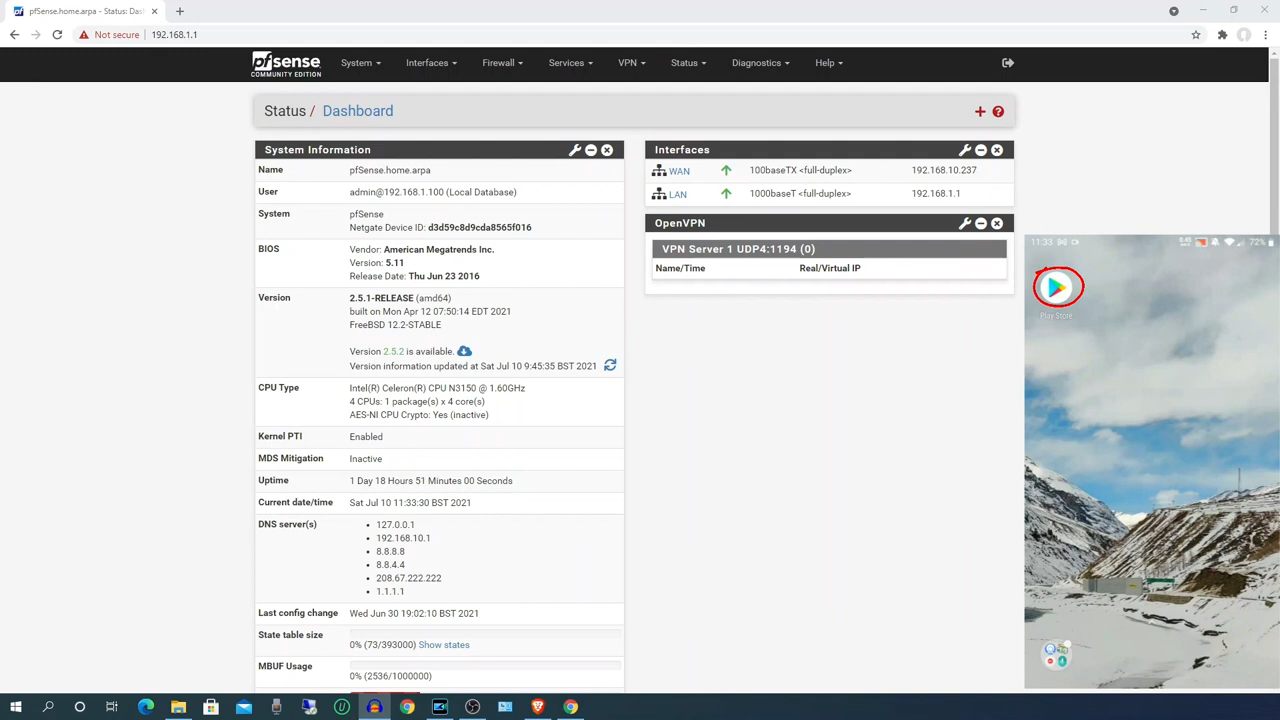 pfSense.home.arpa - Status: Das
Not secure
192.168.1.1
pfsense
COMMUNITY EDITION
System
Interfaces
Firewall
Services
VPN
Status
Diagnostics
Help
Status / Dashboard
System Information
Name pfSense.home.arpa
User admin@192.168.1.100 (Local Database)
System pfSense
Netgate Device ID: d3d59c8d9cda8565f016
BIOS Vendor: American Megatrends Inc.
Version: 5.11
Release Date: Thu Jun 23 2016
Version 2.5.1-RELEASE (amd64)
built on Mon Apr 12 07:50:14 EDT 2021
FreeBSD 12.2-STABLE
Version 2.5.2 is available.
Version information updated at Sat Jul 10 9:45:35 BST 2021
CPU Type Intel(R) Celeron(R) CPU N3150 @ 1.60GHz
4 CPUs: 1 package(s) x 4 core(s)
AES-NI CPU Crypto: Yes (inactive)
Kernel PTI Enabled
MDS Mitigation Inactive
Uptime 1 Day 18 Hours 51 Minutes 00 Seconds
Current date/time Sat Jul 10 11:33:30 BST 2021
DNS server(s) 127.0.0.1
192.168.10.1
8.8.8.8
8.8.4.4
208.67.222.222
1.1.1.1
Last config change Wed Jun 30 19:02:10 BST 2021
State table size
0% (73/393000) Show states
MBUF Usage
0% (2536/1000000)
Interfaces
WAN 100baseTX <full-duplex> 192.168.10.237
LAN 1000baseT <full-duplex> 192.168.1.1
OpenVPN
VPN Server 1 UDP4:1194 (0)
Name/Time Real/Virtual IP
11:33
72%
Play Store